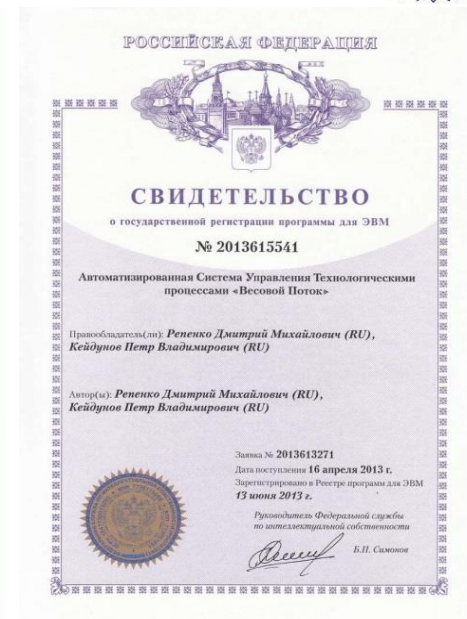 РОССИЙСКАЯ ФЕДЕРАЦИЯ
СВИДЕТЕЛЬСТВО
о государственной регистрации программы для ЭВМ
№ 2013615541
Автоматизированная Система Управления Технологическими
процессами «Весовой Поток»
Правообладатель(ли): Репенко Дмитрий Михайлович (RU),
Кейдунов Петр Владимирович (RU)
Автор(ы): Репенко Дмитрий Михайлович (RU),
Кейдунов Петр Владимирович (RU)
Заявка № 2013613271
Дата поступления 16 апреля 2013 г.
Зарегистрировано в Реестре программ для ЭВМ
13 июня 2013 г.
Руководитель Федеральной службы
по интеллектуальной собственности
Б.П. Симонов